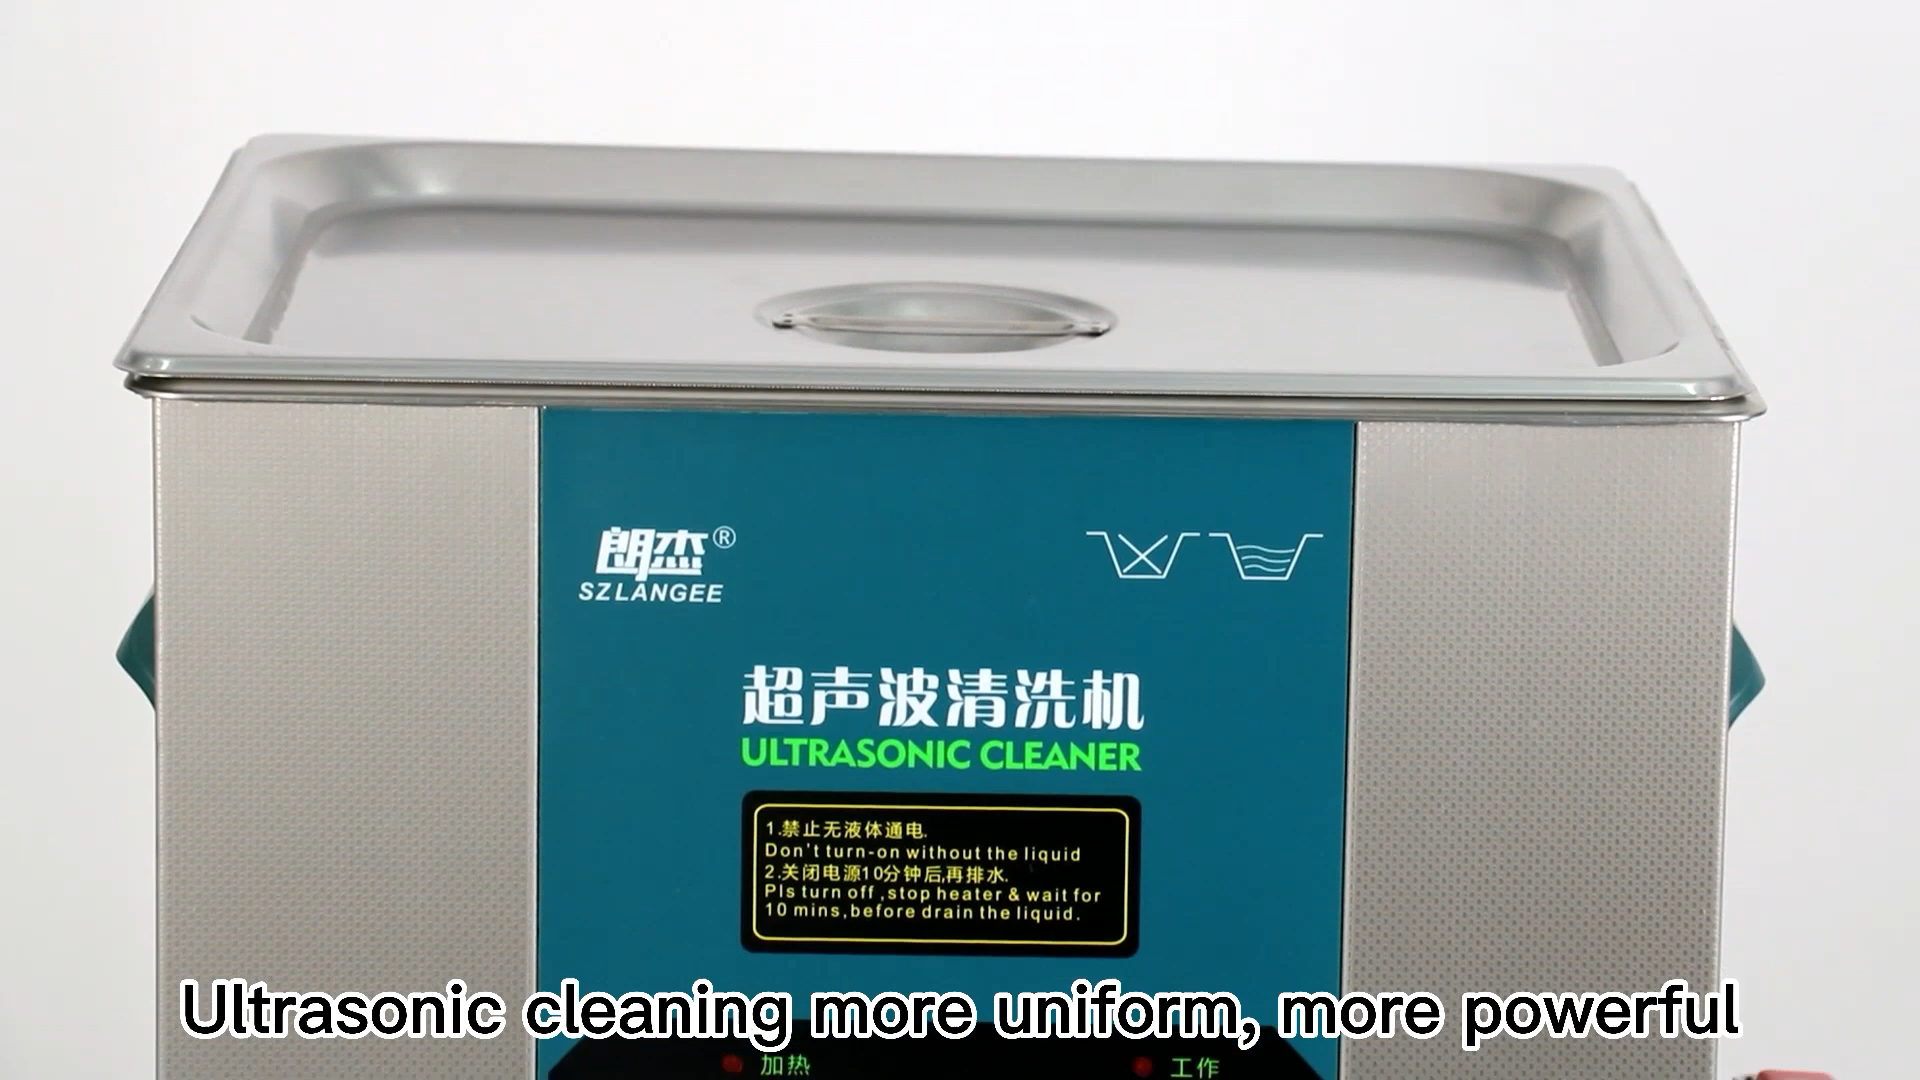 朗杰®
SZLANGEE
超声波清洗机
ULTRASONIC CLEANER
1.禁止无液体通电.
Don't turn-on without the liquid
2.关闭电源10分钟后,再排水.
Pls turn off ,stop heater & wait for
10 mins,before drain the liquid.
Ultrasonic cleaning more uniform, more powerful
加热
工作